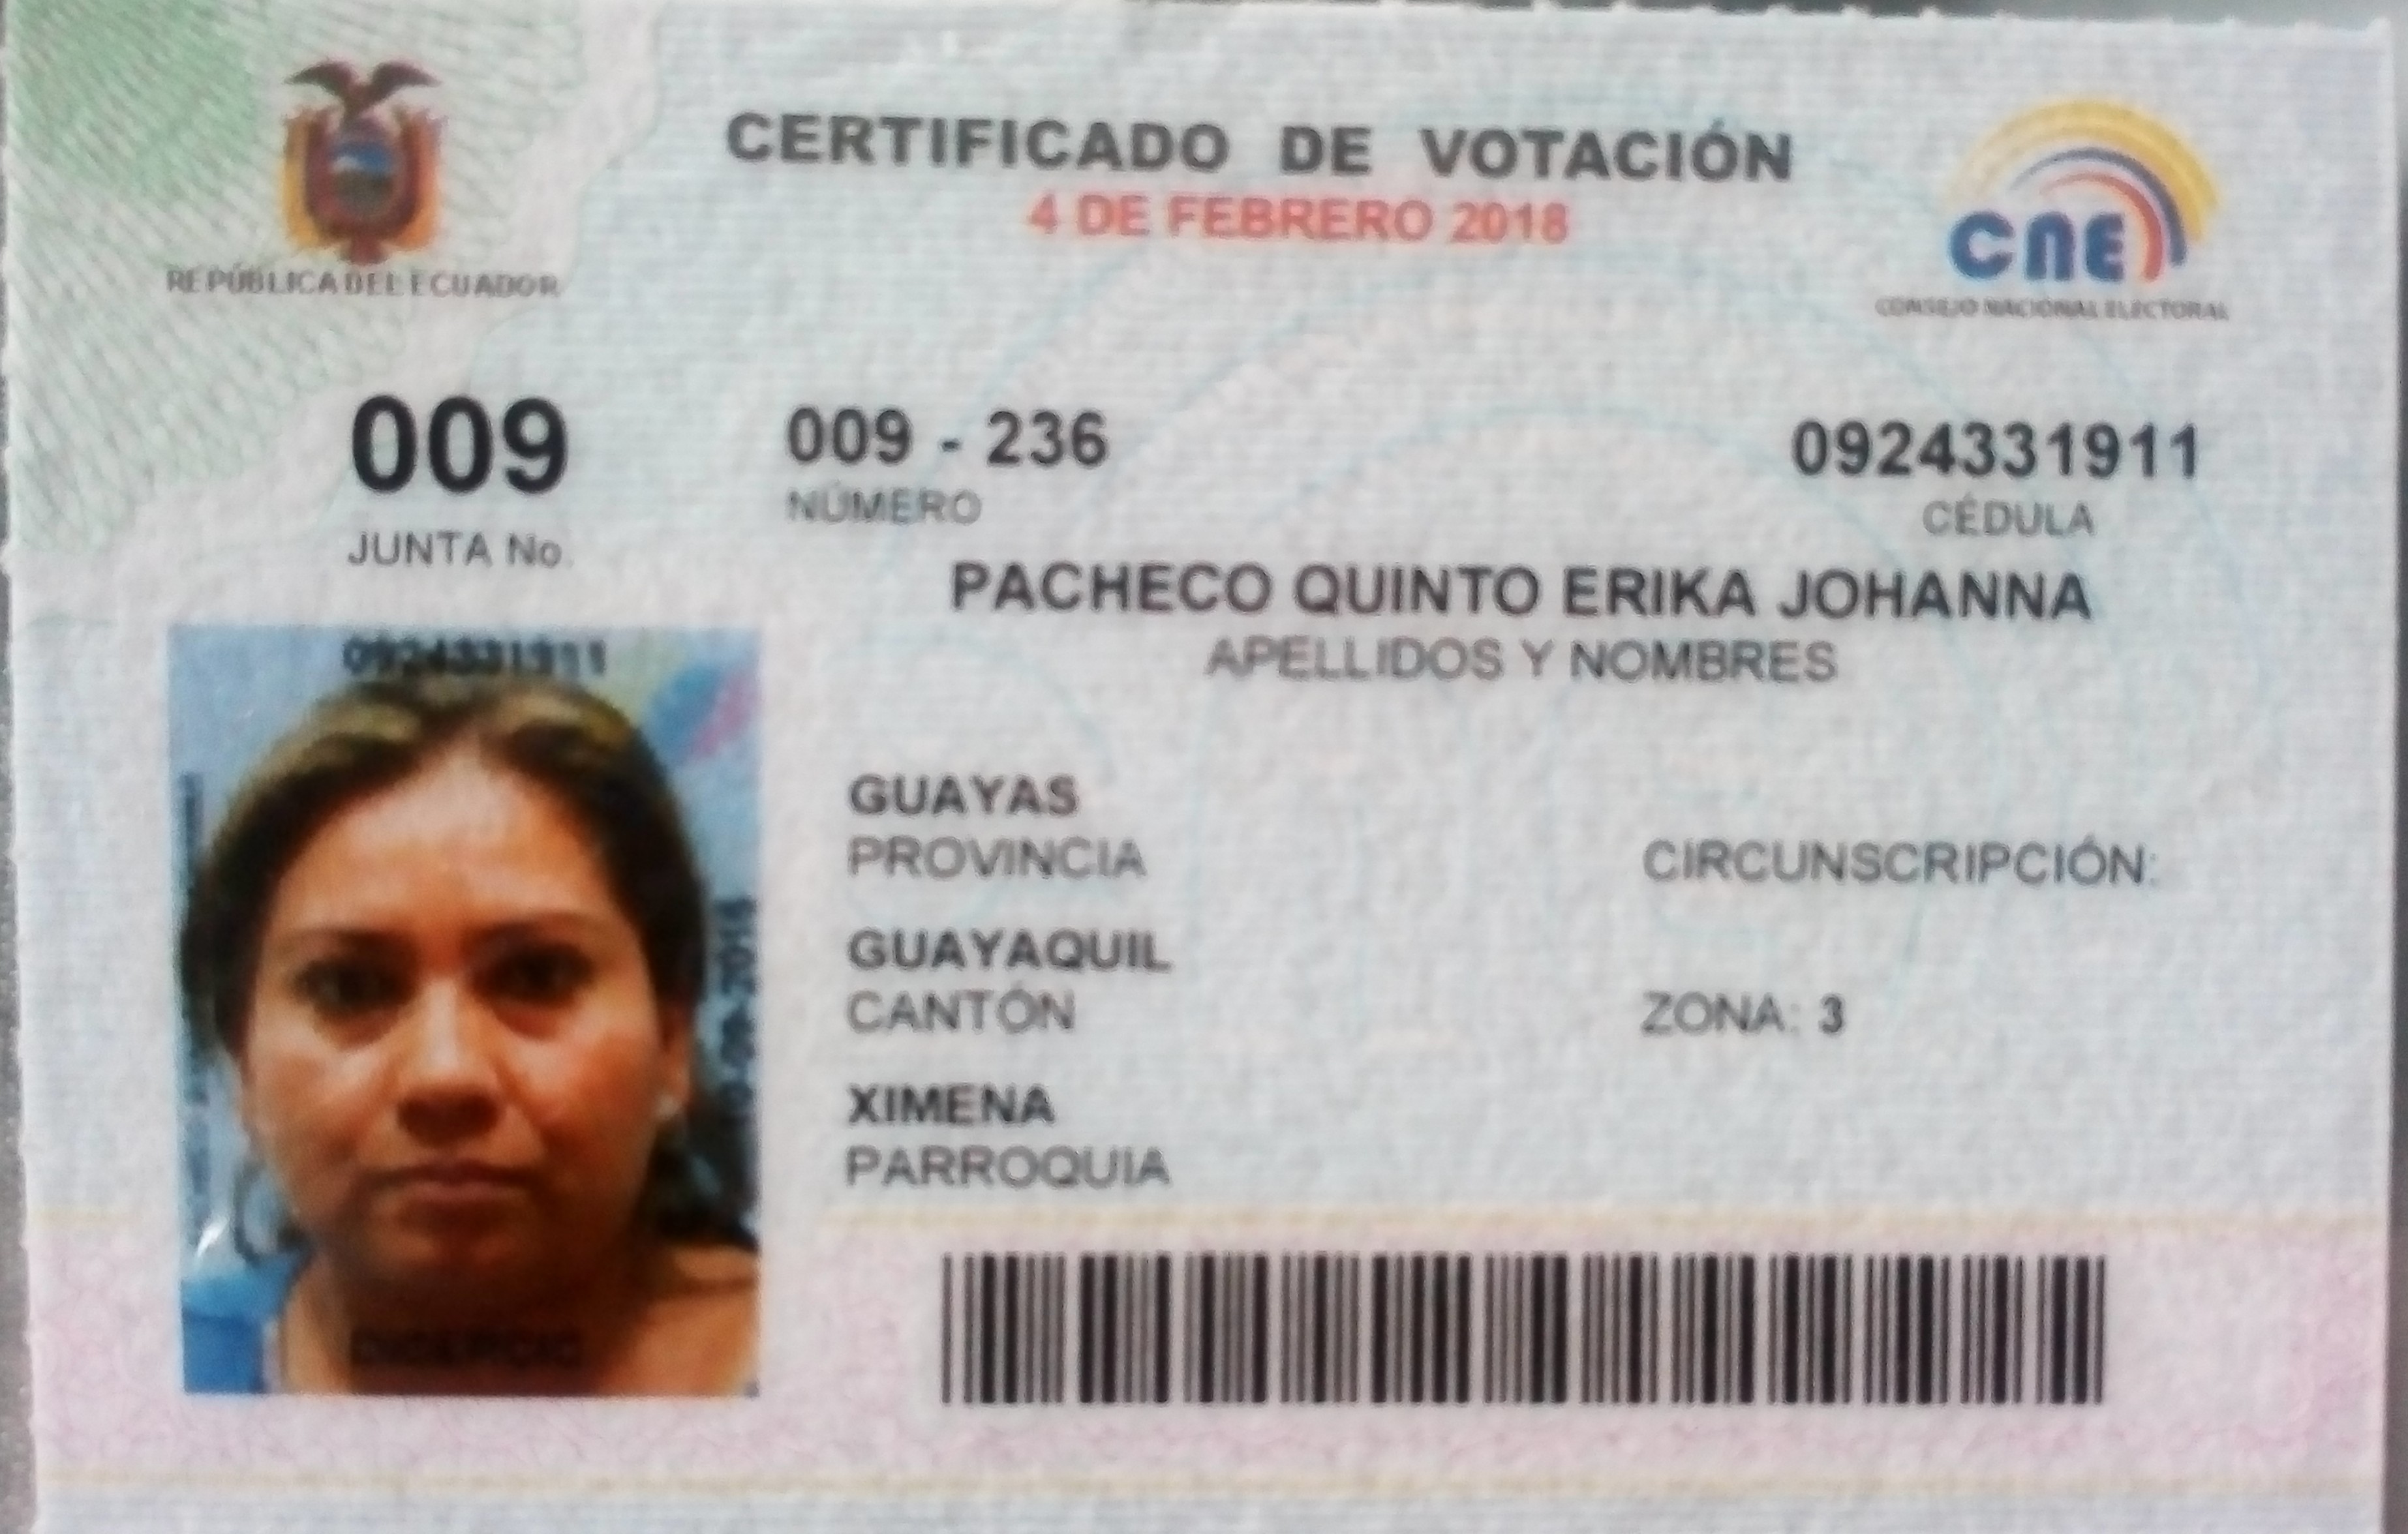 CERTIFICADO DE VOTACIÓN
4 DE FEBRERO 2018
REPÚBLICA DEL ECUADOR
CNE
CONSEJO NACIONAL ELECTORAL
009
JUNTA No.
009 - 236
NÚMERO
0924331911
CÉDULA
PACHECO QUINTO ERIKA JOHANNA
APELLIDOS Y NOMBRES
0924331911
GUAYAS
PROVINCIA
CIRCUNSCRIPCIÓN:
GUAYAQUIL
CANTÓN
ZONA: 3
XIMENA
PARROQUIA